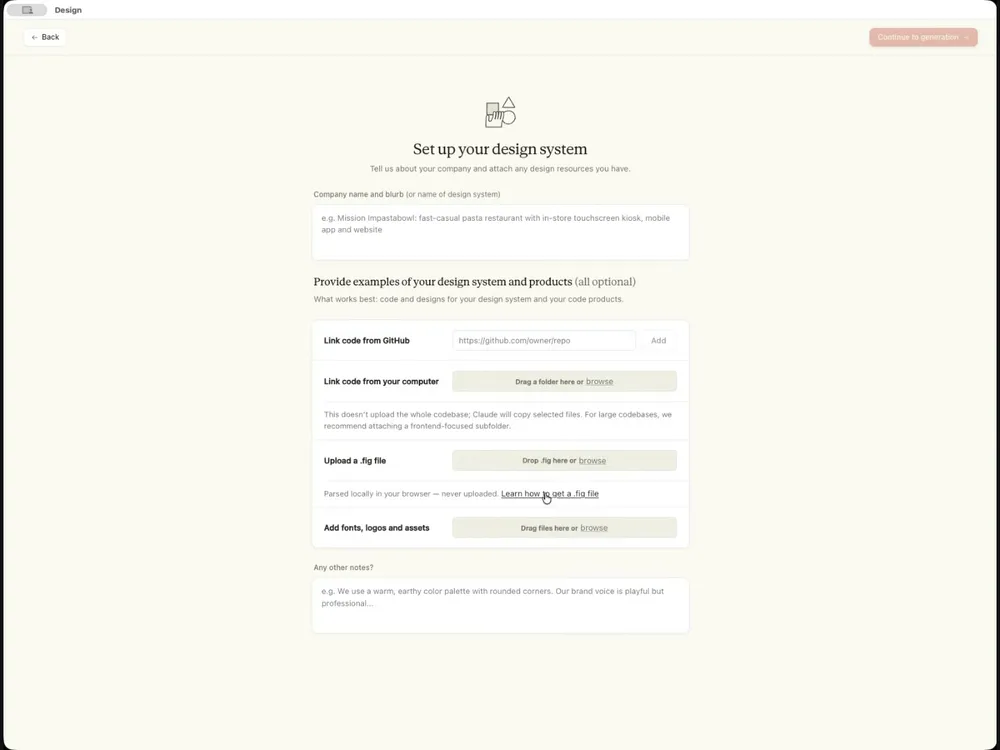 Design
← Back
Continue to generation →
Set up your design system
Tell us about your company and attach any design resources you have.
Company name and blurb (or name of design system)
e.g. Mission Impastabowl: fast-casual pasta restaurant with in-store touchscreen kiosk, mobile
app and website
Provide examples of your design system and products (all optional)
What works best: code and designs for your design system and your code products.
Link code from GitHub
https://github.com/owner/repo
Add
Link code from your computer
Drag a folder here or browse
This doesn't upload the whole codebase; Claude will copy selected files. For large codebases, we
recommend attaching a frontend-focused subfolder.
Upload a .fig file
Drop .fig here or browse
Parsed locally in your browser — never uploaded. Learn how to get a .fig file
Add fonts, logos and assets
Drag files here or browse
Any other notes?
e.g. We use a warm, earthy color palette with rounded corners. Our brand voice is playful but
professional...